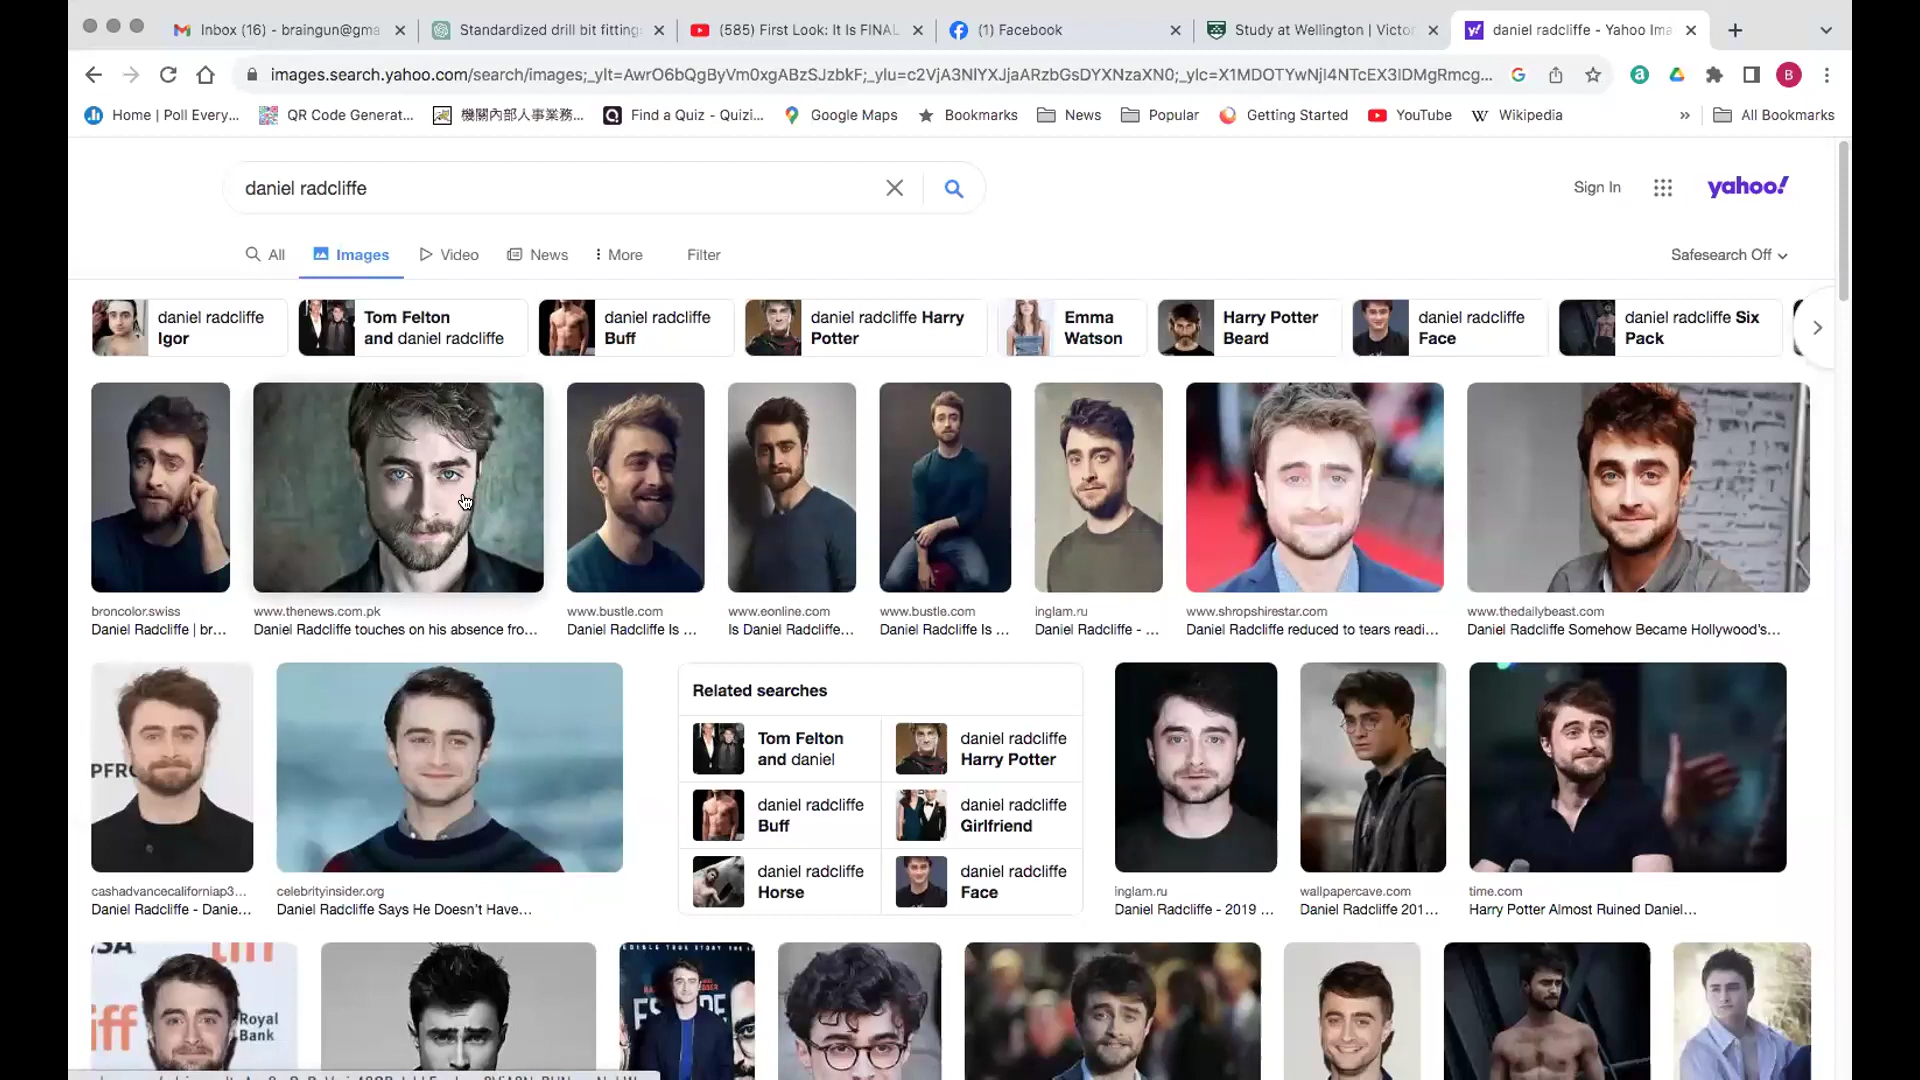 Inbox (16) - braingun@gma
Standardized drill bit fitting
(585) First Look: It Is FINAL
(1) Facebook
Study at Wellington | Victor
daniel radcliffe - Yahoo Ima
images.search.yahoo.com/search/images;_ylt=AwrO6bQgByVm0xgABzSJzbkF;_ylu=c2VjA3NlYXJjaARzbGsDYXNzaXN0;_ylc=X1MDOTYwNjI4NTcEX3IDMgRmcg...
B
Home | Poll Every...
QR Code Generat...
機關內部人事業務...
Find a Quiz - Quizi...
Google Maps
Bookmarks
News
Popular
Getting Started
YouTube
Wikipedia
»
All Bookmarks
daniel radcliffe
Sign In
yahoo!
All
Images
Video
News
More
Filter
Safesearch Off
daniel radcliffe
Igor
Tom Felton
and daniel radcliffe
daniel radcliffe
Buff
daniel radcliffe Harry
Potter
Emma
Watson
Harry Potter
Beard
daniel radcliffe
Face
daniel radcliffe Six
Pack
broncolor.swiss
Daniel Radcliffe | br...
www.thenews.com.pk
Daniel Radcliffe touches on his absence fro...
www.bustle.com
Daniel Radcliffe Is ...
www.eonline.com
Is Daniel Radcliffe...
www.bustle.com
Daniel Radcliffe Is ...
inglam.ru
Daniel Radcliffe - ...
www.shropshirestar.com
Daniel Radcliffe reduced to tears readi...
www.thedailybeast.com
Daniel Radcliffe Somehow Became Hollywood's...
PFR
cashadvancecaliforniap3...
Daniel Radcliffe - Danie...
celebrityinsider.org
Daniel Radcliffe Says He Doesn't Have...
Related searches
Tom Felton
and daniel
daniel radcliffe
Harry Potter
daniel radcliffe
Buff
daniel radcliffe
Girlfriend
daniel radcliffe
Horse
daniel radcliffe
Face
inglam.ru
Daniel Radcliffe - 2019 ...
wallpapercave.com
Daniel Radcliffe 201...
time.com
Harry Potter Almost Ruined Daniel...
tiff
Royal
Bank